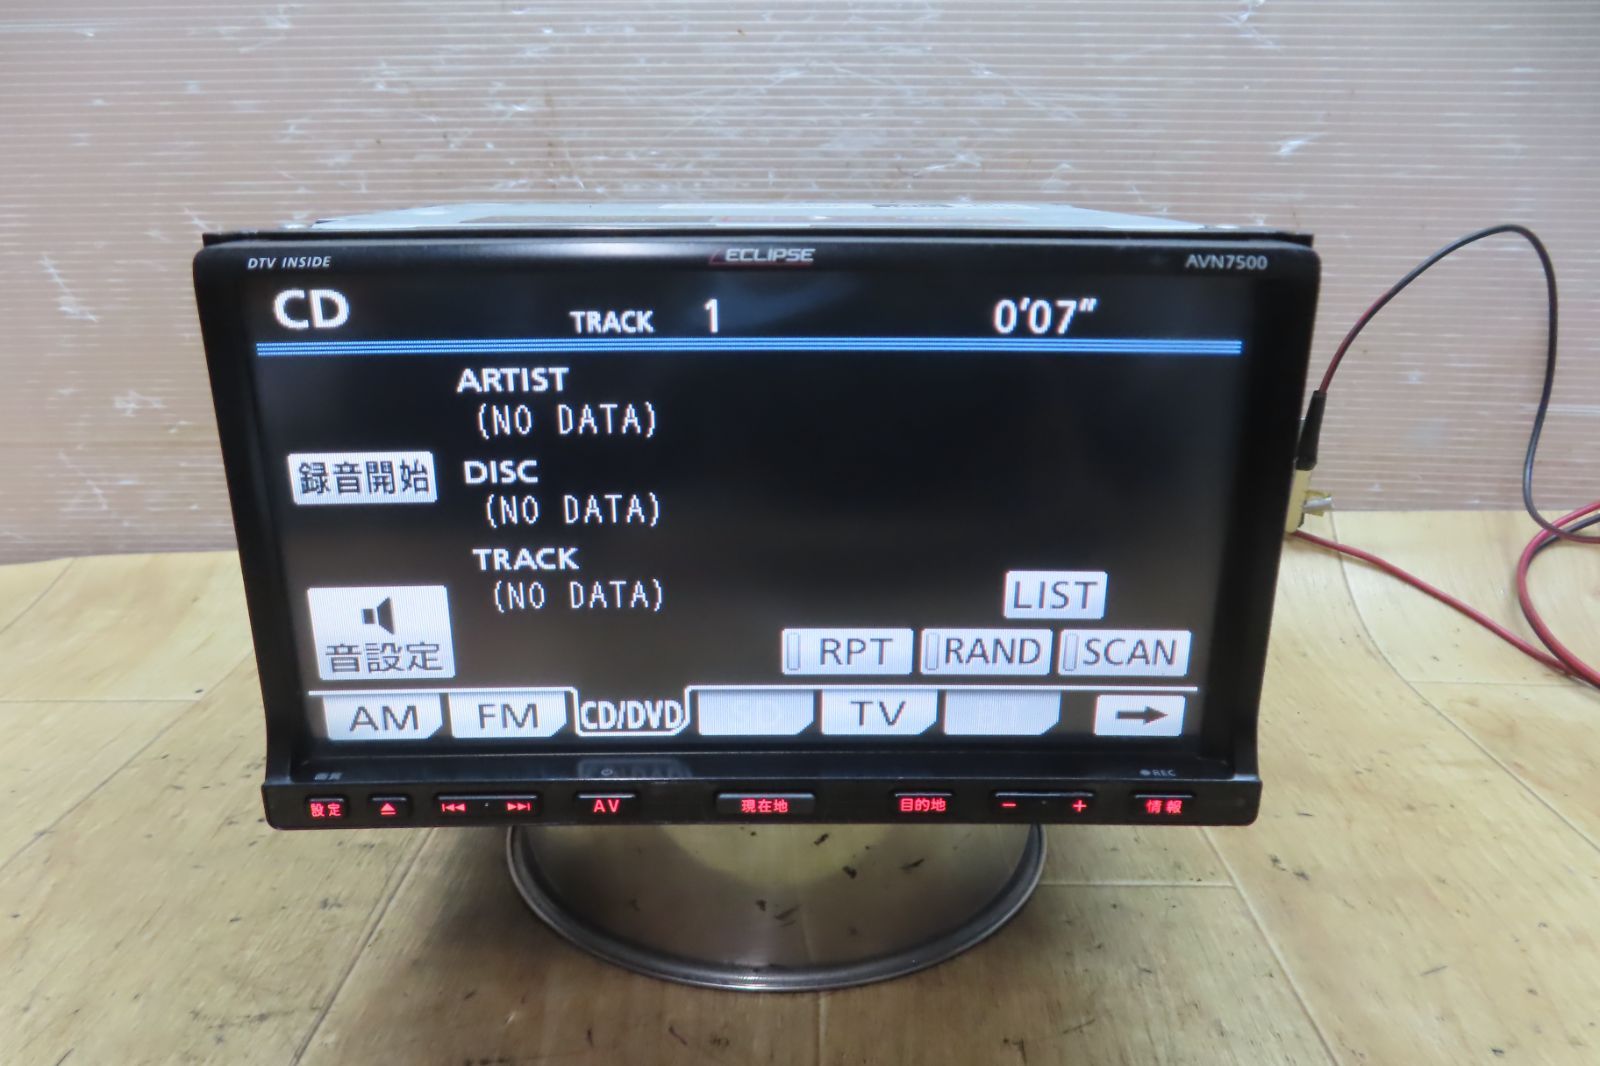 DTV INSIDE
ECLIPSE
AVN7500
CD
TRACK 1
0'07"
ARTIST
(NO DATA)
録音開始
DISC
(NO DATA)
TRACK
(NO DATA)
LIST
音設定
RPT
RAND
SCAN
AM
FM
CD/DVD
TV
画質
●REC
設定
AV
現在地
目的地
− +
情報